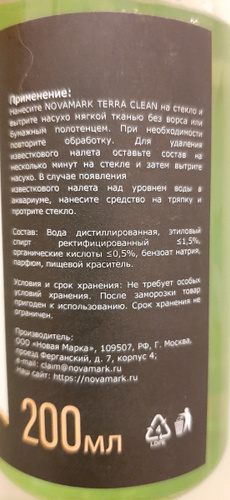 Применение:
Нанесите NOVAMARK TERRA CLEAN на стекло и
вытрите насухо мягкой тканью без ворса или
бумажным полотенцем. При необходимости
повторите обработку. Для удаления
известкового налета оставьте состав на
несколько минут на стекле и затем вытрите
насухо. В случае появления
известкового налета над уровнем воды в
аквариуме, нанесите средство на тряпку и
протрите стекло.
Состав: Вода дистиллированная, этиловый
спирт ректифицированный ≤1,5%,
органические кислоты ≤0,5%, бензоат натрия,
парфюм, пищевой краситель.
Условия и срок хранения: Не требует особых
условий хранения. После заморозки товар
пригоден к использованию. Срок хранения не
ограничен.
Производитель:
ООО «Новая Марка», 109507, РФ, Г. Москва,
проезд Ферганский, д. 7, корпус 4;
e-mail: claim@novamark.ru
Наш сайт: https://novamark.ru
200мл
LDPE